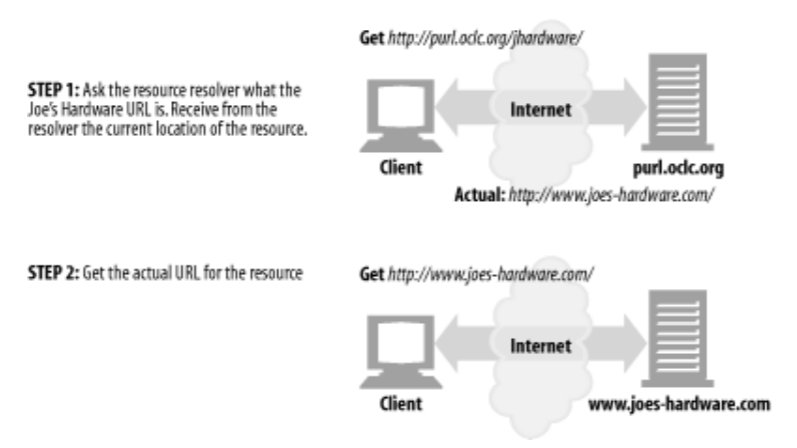 Get http://purl.oclc.org/jhardware/
STEP 1: Ask the resource resolver what the
Joe's Hardware URL is. Receive from the
resolver the current location of the resource.
Internet
Client
purl.oclc.org
Actual: http://www.joes-hardware.com/
STEP 2: Get the actual URL for the resource
Get http://www.joes-hardware.com/
Internet
Client
www.joes-hardware.com